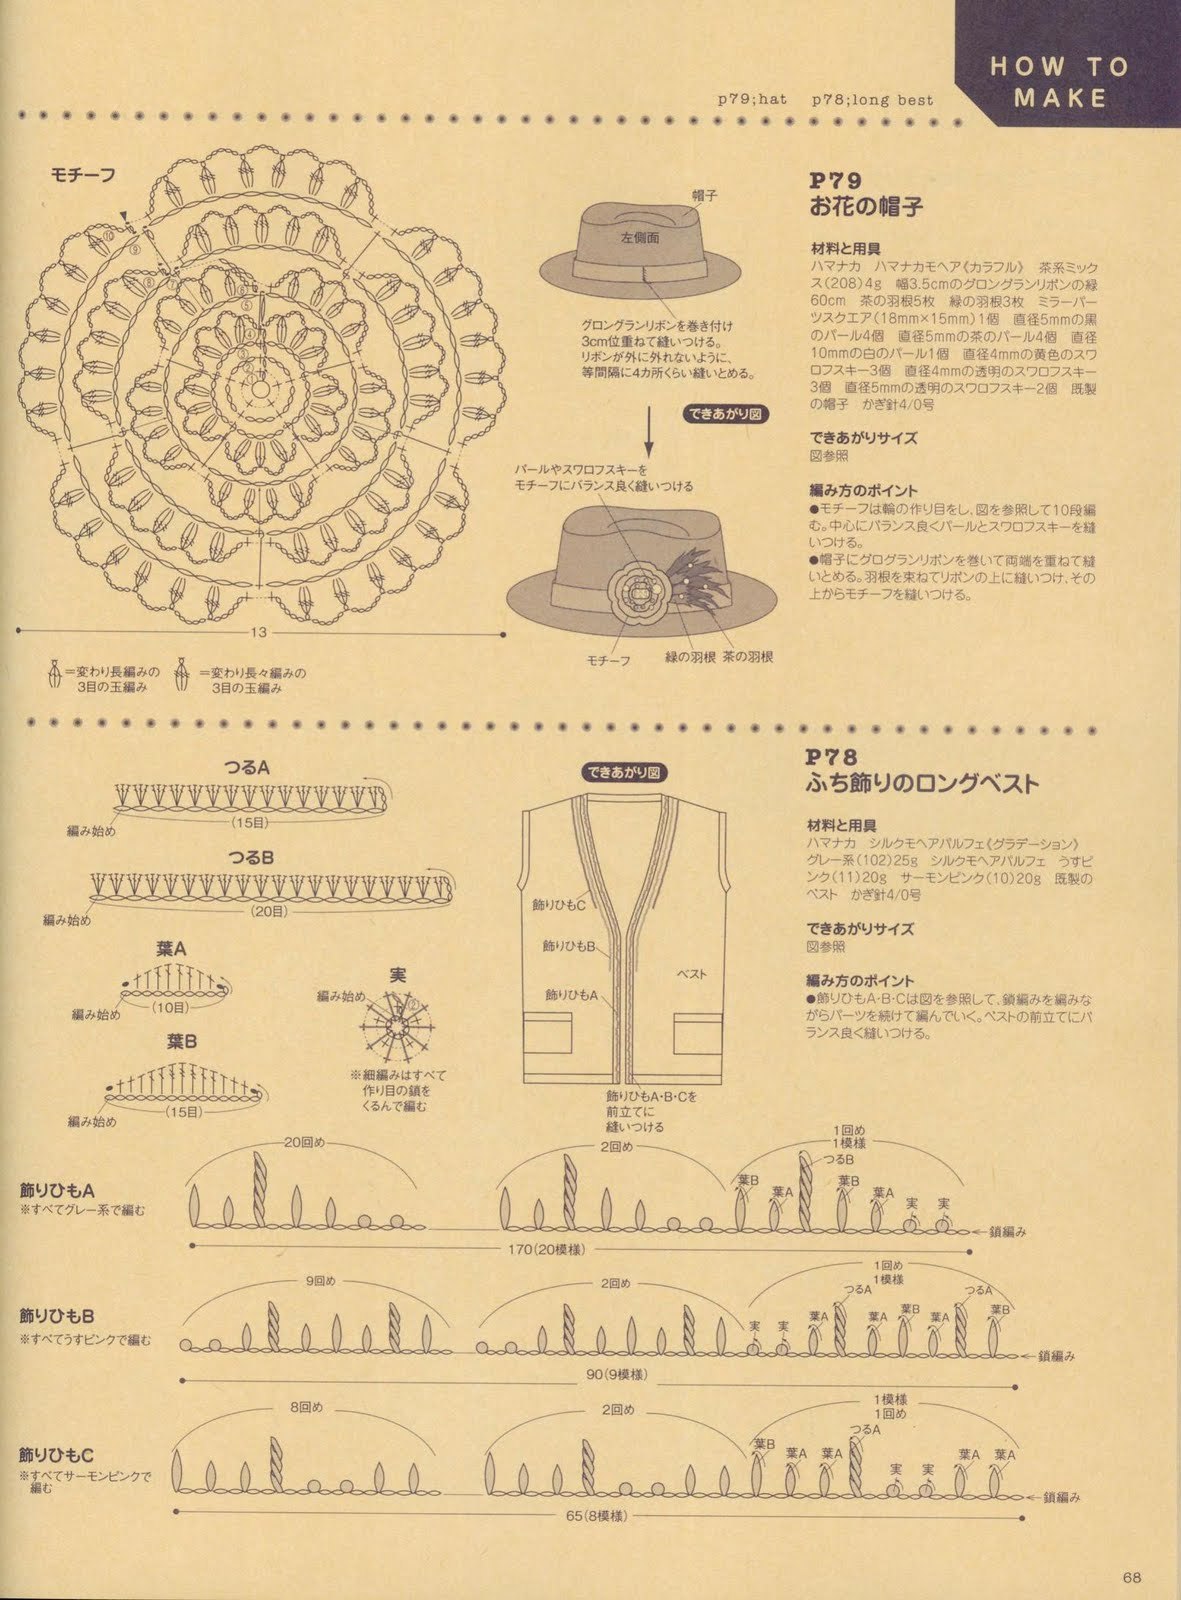 HOW TO
MAKE
p79;hat p78;long best
モチーフ
⑩
⑨
⑧
⑦
⑥
⑤
④
③
②
13
=変わり長編みの
3目の玉編み
=変わり長々編みの
3目の玉編み
帽子
左側面
グログランリボンを巻き付け
3cm位重ねて縫いつける。
リボンが外に外れないように、
等間隔に4カ所くらい縫いとめる。
できあがり図
パールやスワロフスキーを
モチーフにバランス良く縫いつける
モチーフ
緑の羽根
茶の羽根
P79
お花の帽子
材料と用具
ハマナカ ハマナカモヘア《カラフル》 茶系ミック
ス(208)4g 幅3.5cmのグログランリボンの緑
60cm 茶の羽根5枚 緑の羽根3枚 ミラーパー
ツスクエア(18mm×15mm)1個 直径5mmの黒
のパール4個 直径5mmの茶のパール4個 直径
10mmの白のパール1個 直径4mmの黄色のスワ
ロフスキー3個 直径4mmの透明のスワロフスキー
3個 直径5mmの透明のスワロフスキー2個 既製
の帽子 かぎ針4/0号
できあがりサイズ
図参照
編み方のポイント
●モチーフは輪の作り目をし、図を参照して10段編
む。中心にバランス良くパールとスワロフスキーを縫
いつける。
●帽子にグログランリボンを巻いて両端を重ねて縫
いとめる。羽根を束ねてリボンの上に縫いつけ、その
上からモチーフを縫いつける。
つるA
編み始め
(15目)
つるB
編み始め
(20目)
葉A
編み始め
(10目)
葉B
編み始め
(15目)
実
編み始め
②
※細編みはすべて
作り目の鎖を
くるんで編む
できあがり図
飾りひもC
飾りひもB
飾りひもA
ベスト
飾りひもA・B・Cを
前立てに
縫いつける
P78
ふち飾りのロングベスト
材料と用具
ハマナカ シルクモヘアパルフェ《グラデーション》
グレー系(102)25g シルクモヘアパルフェ うすピ
ンク(11)20g サーモンピンク(10)20g 既製の
ベスト かぎ針4/0号
できあがりサイズ
図参照
編み方のポイント
●飾りひもA・B・Cは図を参照して、鎖編みを編みな
がらパーツを続けて編んでいく。ベストの前立てにバ
ランス良く縫いつける。
飾りひもA
※すべてグレー系で編む
20回め
2回め
1回め
1模様
葉B
葉A
つるB
葉B
葉A
実
実
鎖編み
170(20模様)
飾りひもB
※すべてうすピンクで編む
9回め
2回め
1回め
1模様
実
実
葉A
つるA
葉A
葉B
葉A
つるA
葉B
鎖編み
90(9模様)
飾りひもC
※すべてサーモンピンクで
編む
8回め
2回め
1模様
1回め
葉B
葉A
葉A
つるA
実
実
葉A
葉A
鎖編み
65(8模様)
68